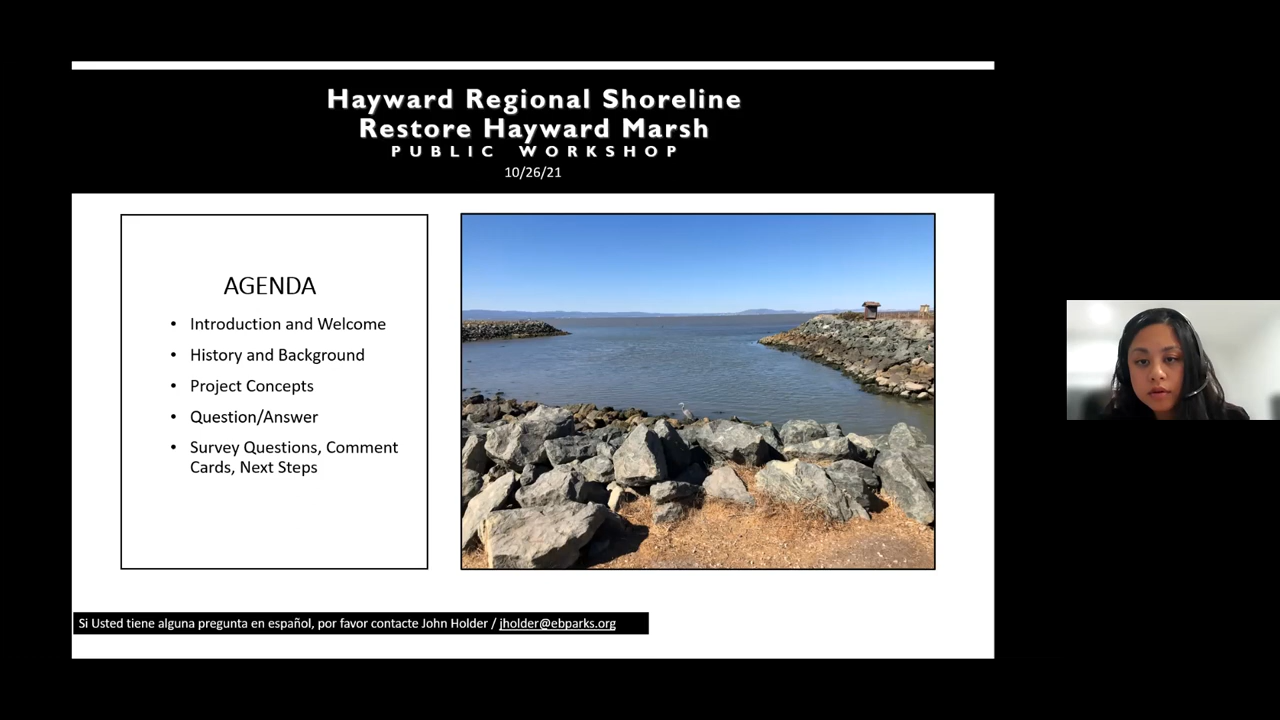 Hayward Regional Shoreline
Restore Hayward Marsh
PUBLIC WORKSHOP
10/26/21
AGENDA
• Introduction and Welcome
• History and Background
• Project Concepts
• Question/Answer
• Survey Questions, Comment
Cards, Next Steps
Si Usted tiene alguna pregunta en español, por favor contacte John Holder / jholder@ebparks.org